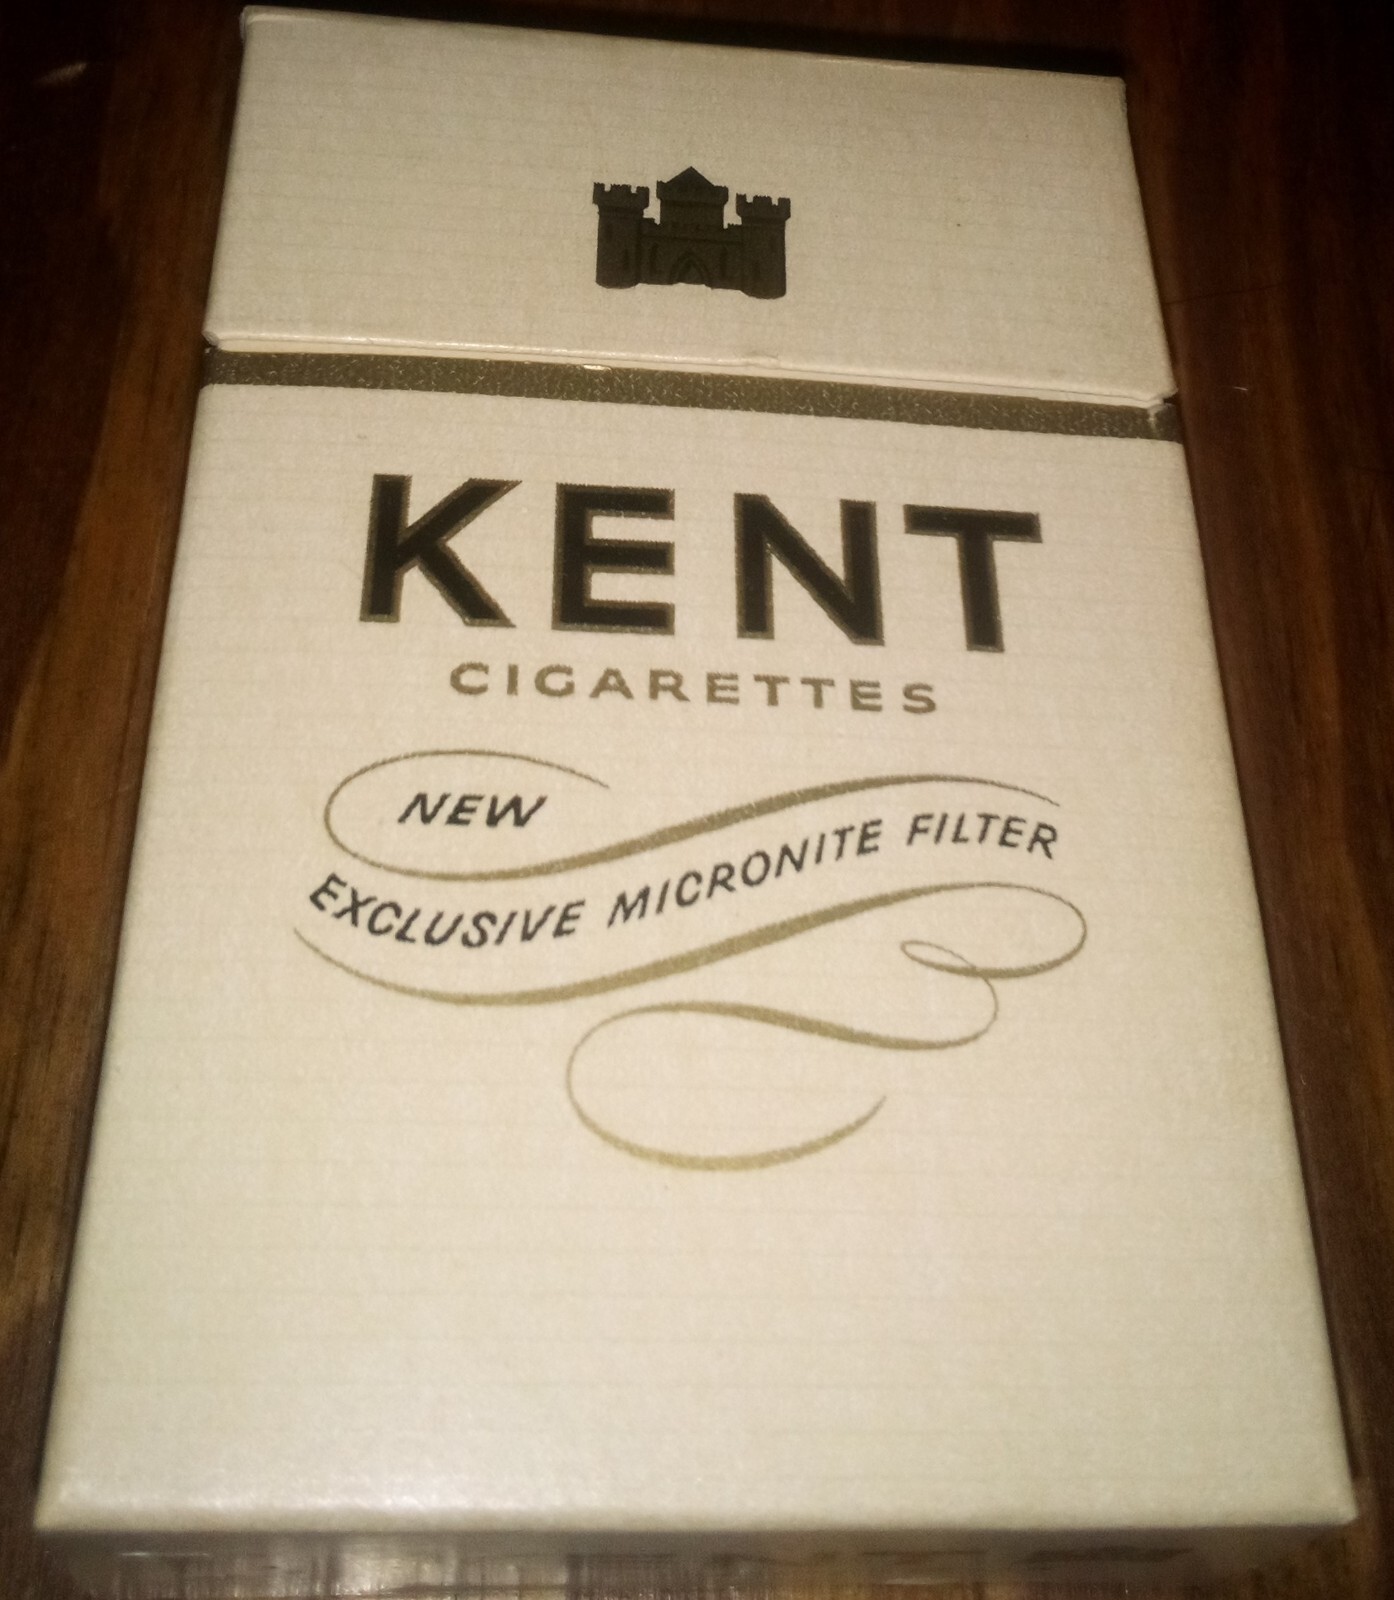 KENT
CIGARETTES
NEW
EXCLUSIVE MICRONITE FILTER